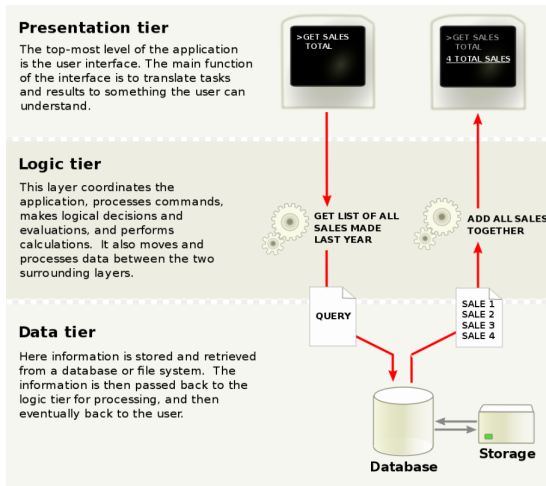 Presentation tier
The top-most level of the application
is the user interface. The main function
of the interface is to translate tasks
and results to something the user can
understand.
>GET SALES
TOTAL
>GET SALES
TOTAL
4 TOTAL SALES
Logic tier
This layer coordinates the
application, processes commands,
makes logical decisions and
evaluations, and performs
calculations. It also moves and
processes data between the two
surrounding layers.
GET LIST OF ALL
SALES MADE
LAST YEAR
ADD ALL SALES
TOGETHER
QUERY
SALE 1
SALE 2
SALE 3
SALE 4
Data tier
Here information is stored and retrieved
from a database or file system. The
information is then passed back to the
logic tier for processing, and then
eventually back to the user.
Database
Storage